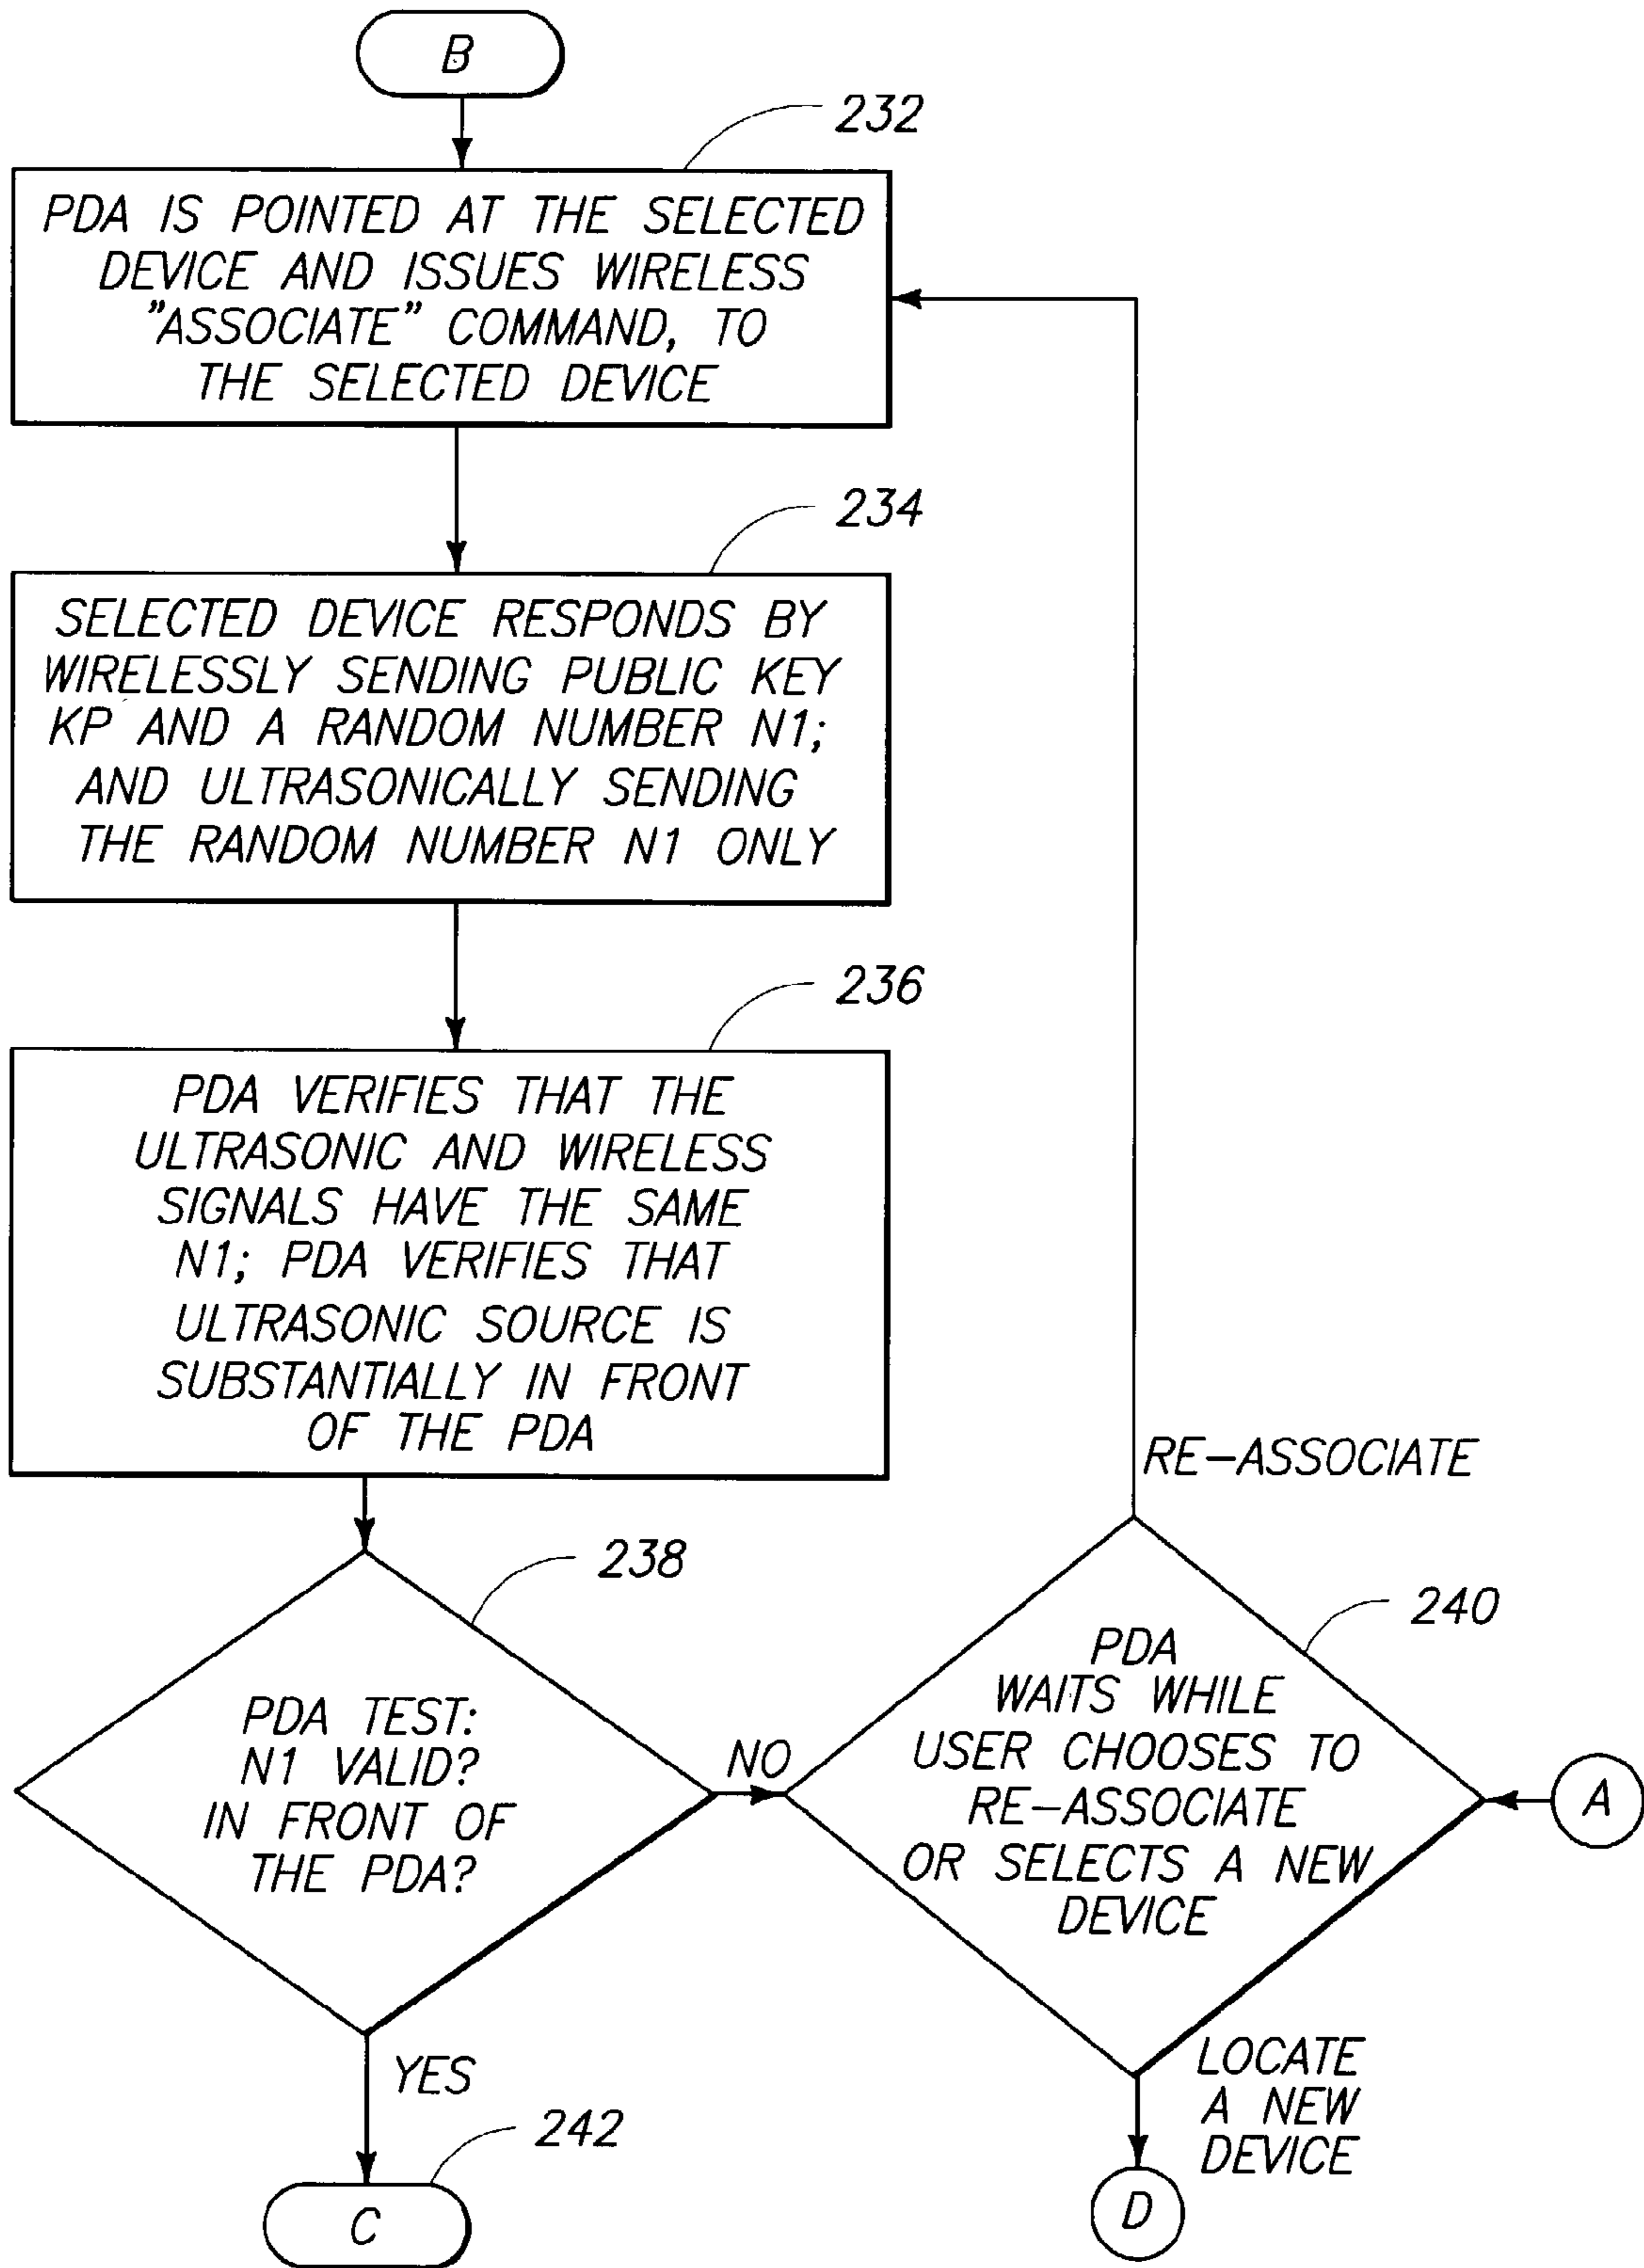 B
232
PDA IS POINTED AT THE SELECTED
DEVICE AND ISSUES WIRELESS
"ASSOCIATE" COMMAND, TO
THE SELECTED DEVICE
234
SELECTED DEVICE RESPONDS BY
WIRELESSLY SENDING PUBLIC KEY
KP AND A RANDOM NUMBER N1;
AND ULTRASONICALLY SENDING
THE RANDOM NUMBER N1 ONLY
236
PDA VERIFIES THAT THE
ULTRASONIC AND WIRELESS
SIGNALS HAVE THE SAME
N1; PDA VERIFIES THAT
ULTRASONIC SOURCE IS
SUBSTANTIALLY IN FRONT
OF THE PDA
238
PDA TEST:
N1 VALID?
IN FRONT OF
THE PDA?
NO
YES
242
C
RE-ASSOCIATE
240
PDA
WAITS WHILE
USER CHOOSES TO
RE-ASSOCIATE
OR SELECTS A NEW
DEVICE
A
LOCATE
A NEW
DEVICE
D